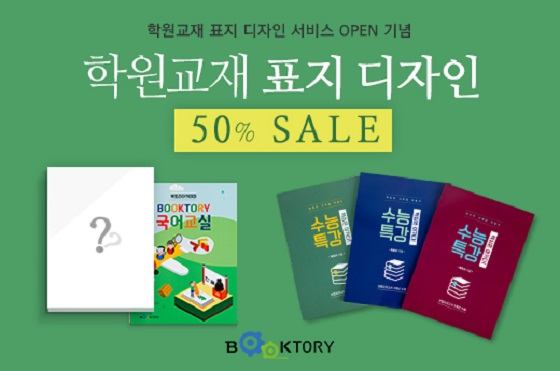 학원교재 표지 디자인 서비스 OPEN 기념
학원교재 표지 디자인
50% SALE
?
BOOKTORY
국어교실
수능
특강
수능
특강
수능
특강
BOOKTORY